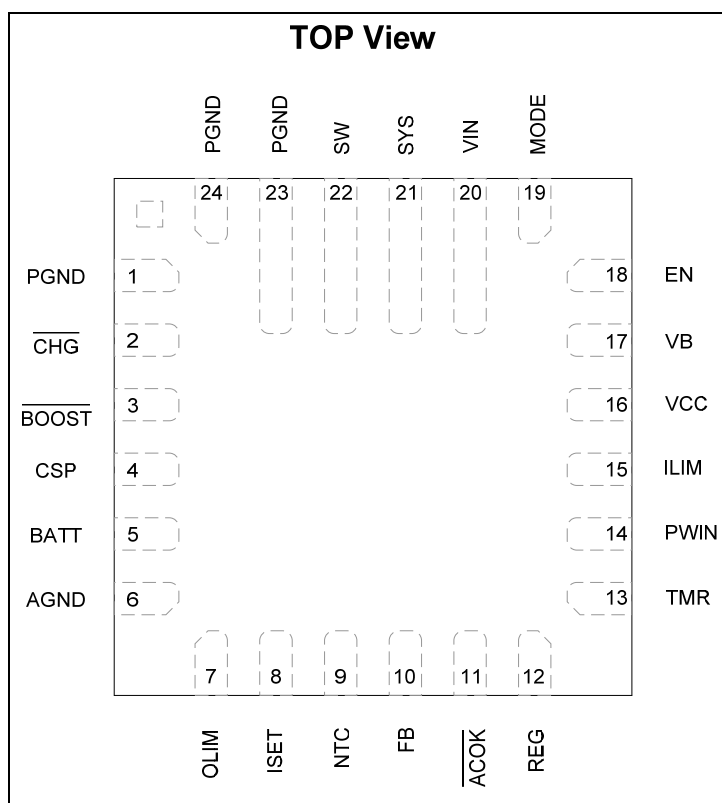 TOP View
PGND
PGND
SW
SYS
VIN
MODE
24
23
22
21
20
19
PGND
1
18
EN
CHG
2
17
VB
BOOST
3
16
VCC
CSP
4
15
ILIM
BATT
5
14
PWIN
AGND
6
13
TMR
7
8
9
10
11
12
OLIM
ISET
NTC
FB
ACOK
REG